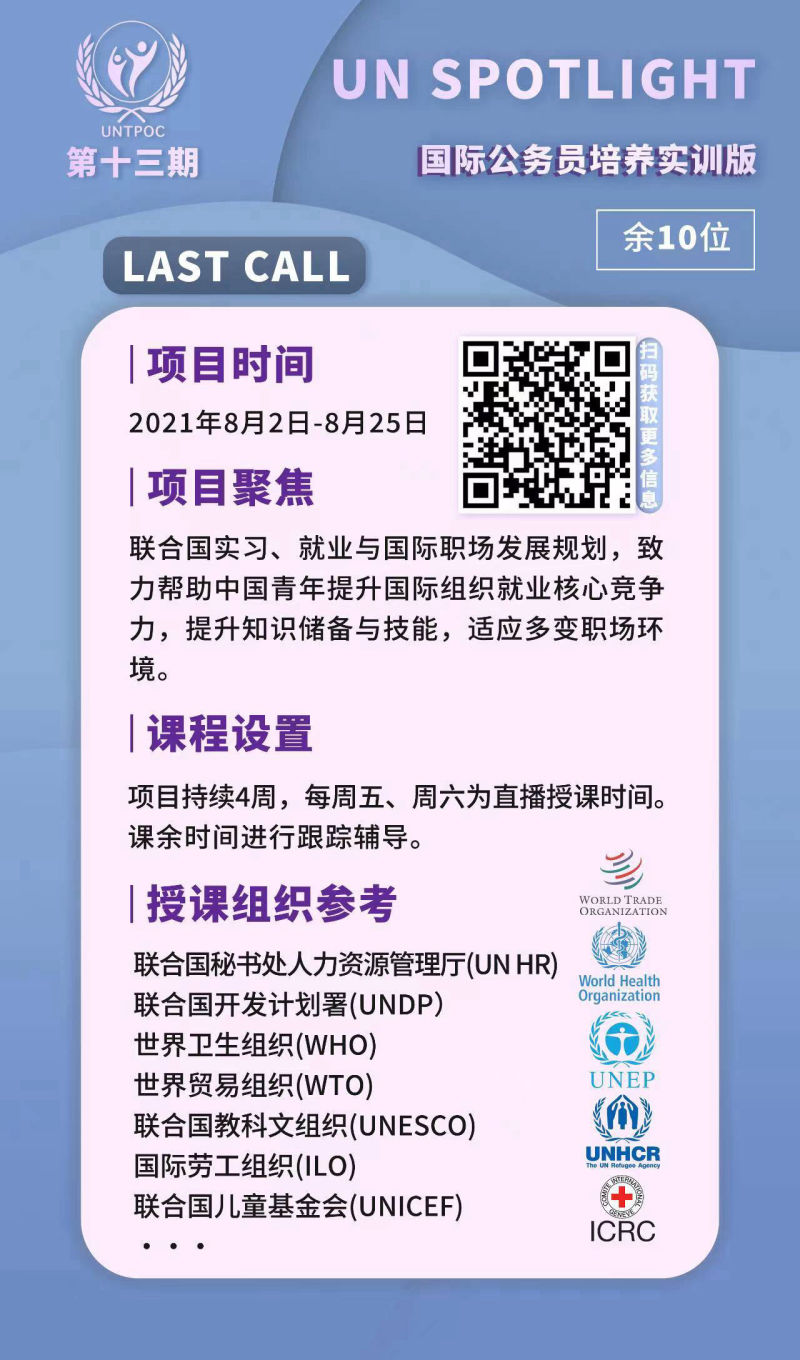 UNTPOC
第十三期
UN SPOTLIGHT
国际公务员培养实训版
余10位
LAST CALL
项目时间
2021年8月2日-8月25日
扫码获取更多信息
项目聚焦
联合国实习、就业与国际职场发展规划，致
力帮助中国青年提升国际组织就业核心竞争
力，提升知识储备与技能，适应多变职场环
境。
课程设置
项目持续4周，每周五、周六为直播授课时间。
课余时间进行跟踪辅导。
授课组织参考
联合国秘书处人力资源管理厅(UN HR)
联合国开发计划署(UNDP）
世界卫生组织(WHO)
世界贸易组织(WTO)
联合国教科文组织(UNESCO)
国际劳工组织(ILO)
联合国儿童基金会(UNICEF)
• • •
WORLD TRADE
ORGANIZATION
World Health
Organization
UNEP
UNHCR
The UN Refugee Agency
COMITE INTERNATIONAL
GENEVE
ICRC